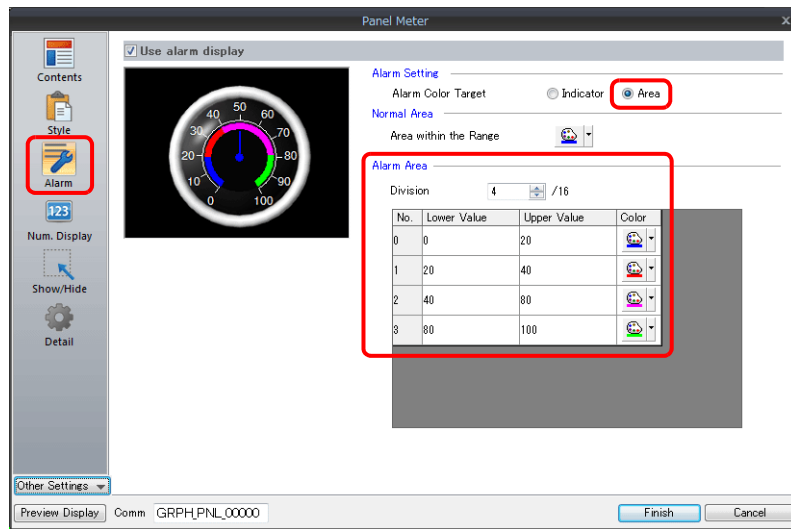 Panel Meter
x
Contents
Style
Alarm
123
Num. Display
Show/Hide
Detail
Other Settings
Use alarm display
0 10 20 30 40 50 60 70 80 90 100
Alarm Setting
Alarm Color Target Indicator Area
Normal Area
Area within the Range
Alarm Area
Division 4 /16
No. Lower Value Upper Value Color
0 0 20
1 20 40
2 40 80
3 80 100
Preview Display Comm GRPH_PNL_00000 Finish Cancel